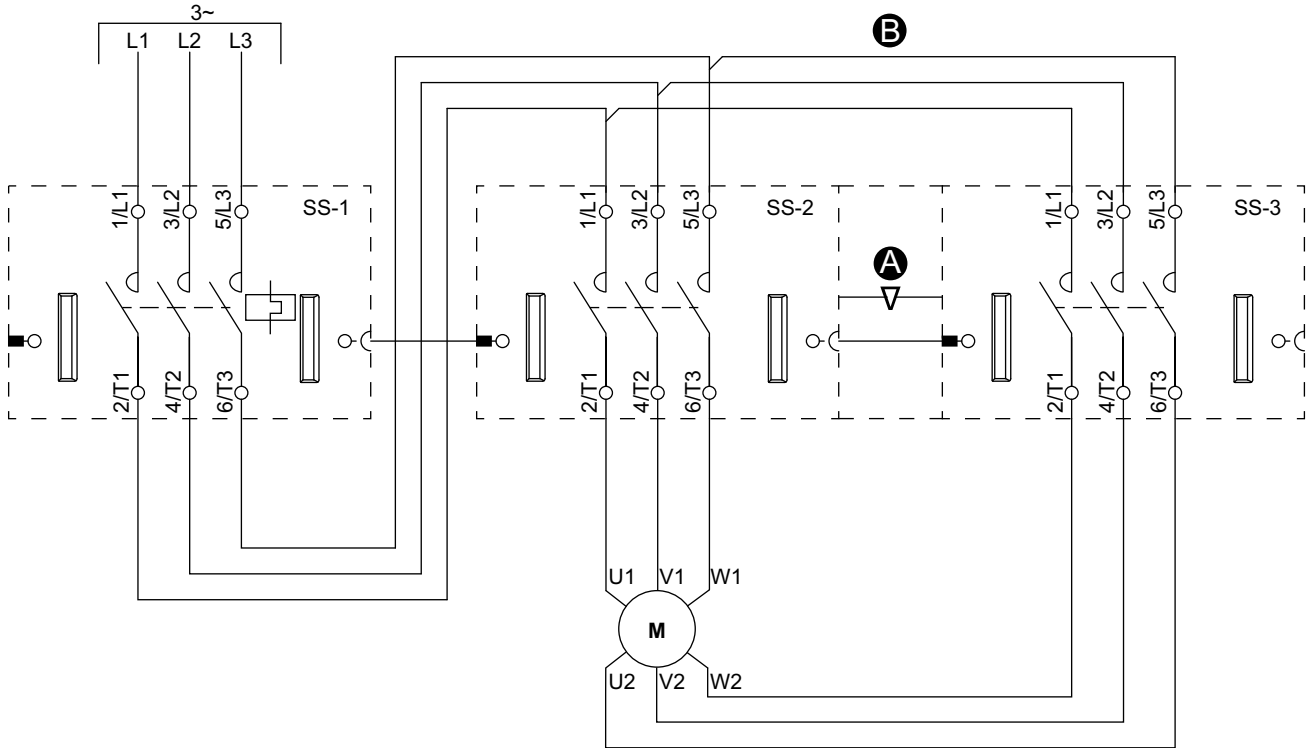 3~
L1 L2 L3
B
1/L1 3/L2 5/L3 SS-1
1/L1 3/L2 5/L3 SS-2
1/L1 3/L2 5/L3 SS-3
A
2/T1 4/T2 6/T3
2/T1 4/T2 6/T3
2/T1 4/T2 6/T3
U1 V1 W1
M
U2 V2 W2